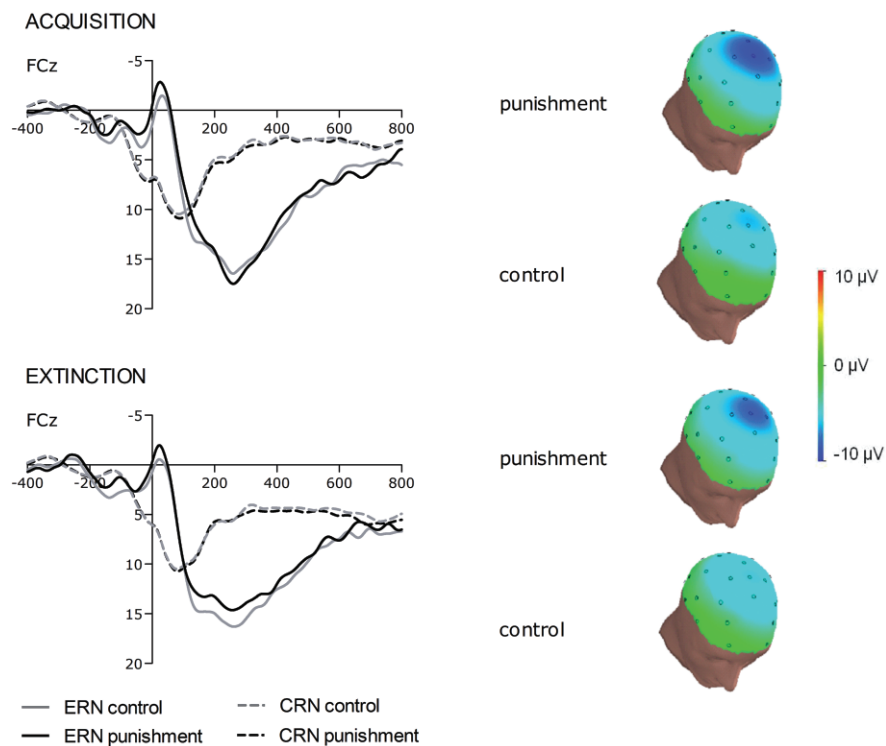 ACQUISITION
FCz
-5
-400
-200
200
400
600
800
5
10
15
20
punishment
control
10 µV
0 µV
-10 µV
EXTINCTION
FCz
-5
-400
-200
200
400
600
800
5
10
15
20
punishment
control
ERN control
CRN control
ERN punishment
CRN punishment